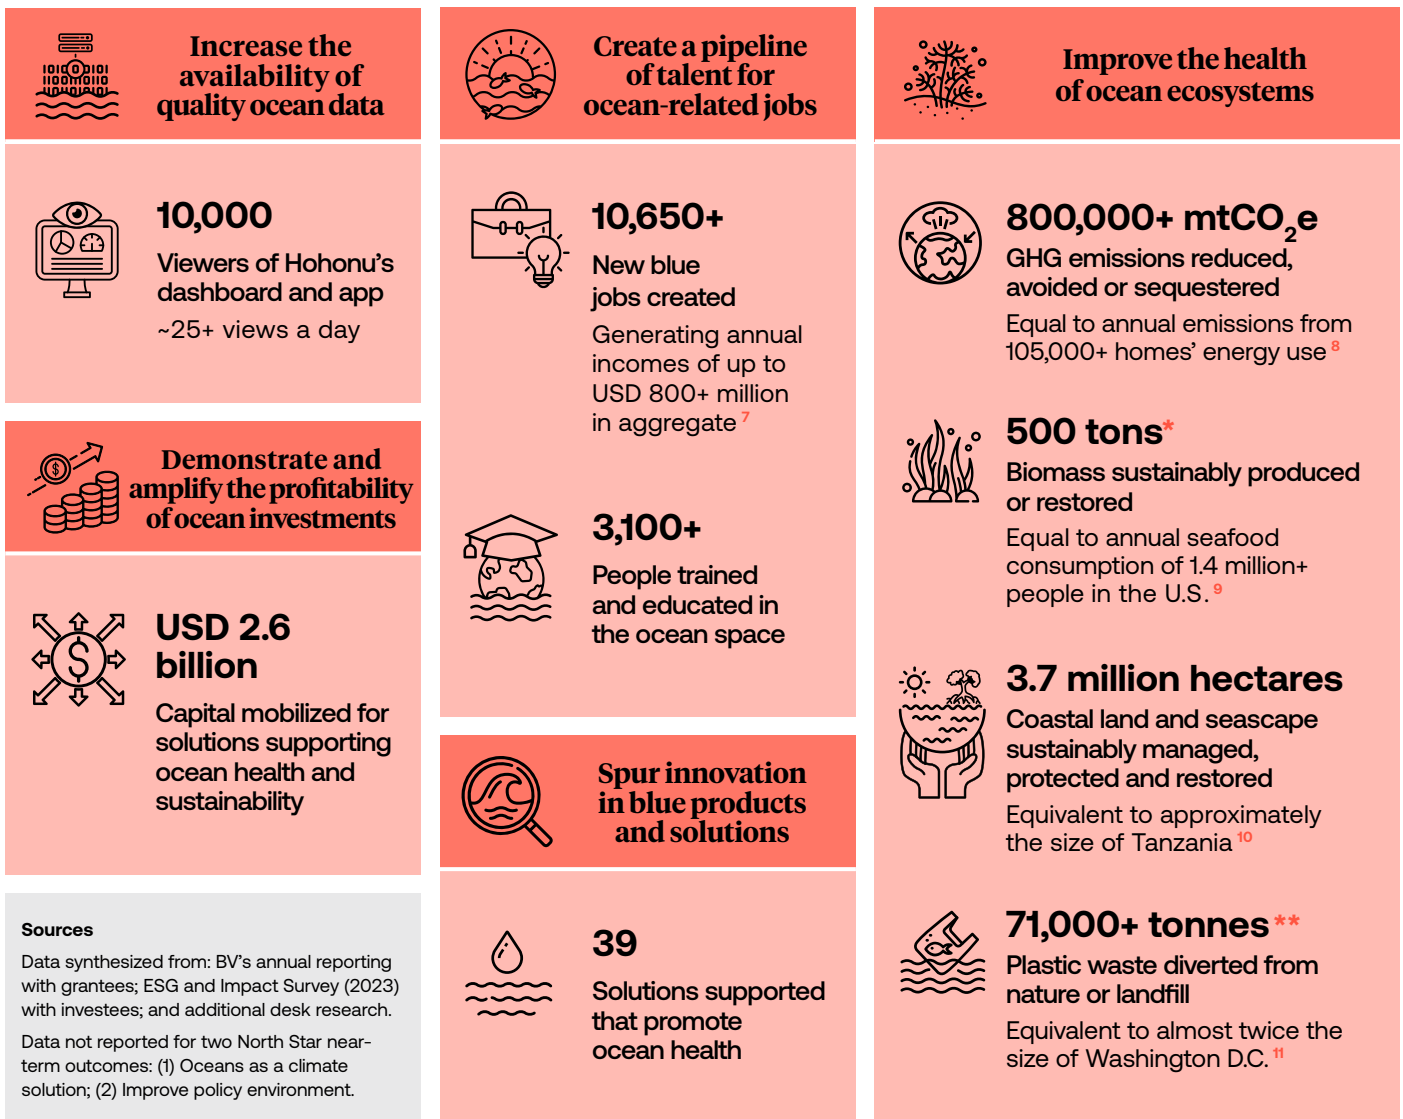 Increase the
availability of
quality ocean data
10,000
Viewers of Hohonu's
dashboard and app
~25+ views a day
Demonstrate and
amplify the profitability
of ocean investments
USD 2.6
billion
Capital mobilized for
solutions supporting
ocean health and
sustainability
Sources
Data synthesized from: BV's annual reporting
with grantees; ESG and Impact Survey (2023)
with investees; and additional desk research.
Data not reported for two North Star near-
term outcomes: (1) Oceans as a climate
solution; (2) Improve policy environment.
Create a pipeline
of talent for
ocean-related jobs
10,650+
New blue
jobs created
Generating annual
incomes of up to
USD 800+ million
in aggregate 7
3,100+
People trained
and educated in
the ocean space
Spur innovation
in blue products
and solutions
39
Solutions supported
that promote
ocean health
Improve the health
of ocean ecosystems
800,000+ mtCO2e
GHG emissions reduced,
avoided or sequestered
Equal to annual emissions from
105,000+ homes' energy use 8
500 tons*
Biomass sustainably produced
or restored
Equal to annual seafood
consumption of 1.4 million+
people in the U.S. 9
3.7 million hectares
Coastal land and seascape
sustainably managed,
protected and restored
Equivalent to approximately
the size of Tanzania 10
71,000+ tonnes**
Plastic waste diverted from
nature or landfill
Equivalent to almost twice the
size of Washington D.C. 11